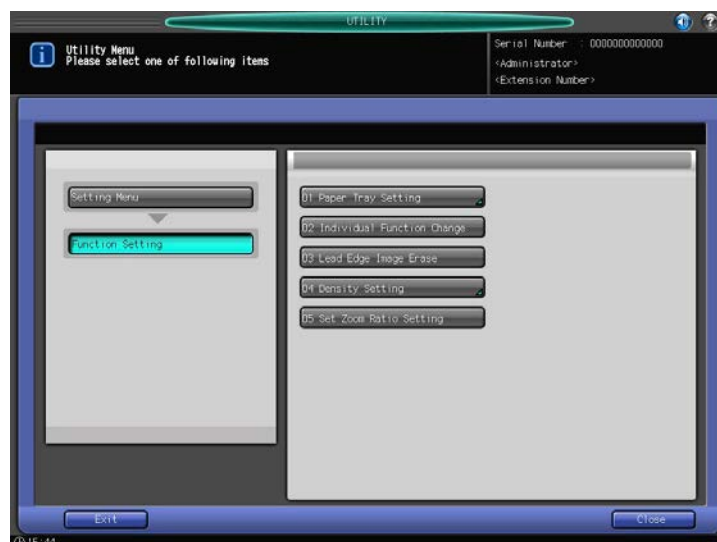 UTILITY
?
i
Utility Menu
Please select one of following items
Serial Number : 0000000000000
<Administrator>
<Extension Number>
Setting Menu
Function Setting
01 Paper Tray Setting
02 Individual Function Change
03 Lead Edge Image Erase
04 Density Setting
05 Set Zoom Ratio Setting
Exit
Close
15:44